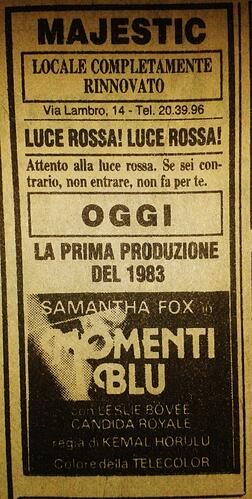 MAJESTIC
LOCALE COMPLETAMENTE
RINNOVATO
Via Lambro, 14 - Tel. 20.39.96
LUCE ROSSA! LUCE ROSSA!
Attento alla luce rossa. Se sei con-
trario, non entrare, non fa per te.
OGGI
LA PRIMA PRODUZIONE
DEL 1983
SAMANTHA FOX in
MOMENTI
BLU
con LESLIE BOVEE
CANDIDA ROYALE
regia di KEMAL HORULU
Colore della TELECOLOR